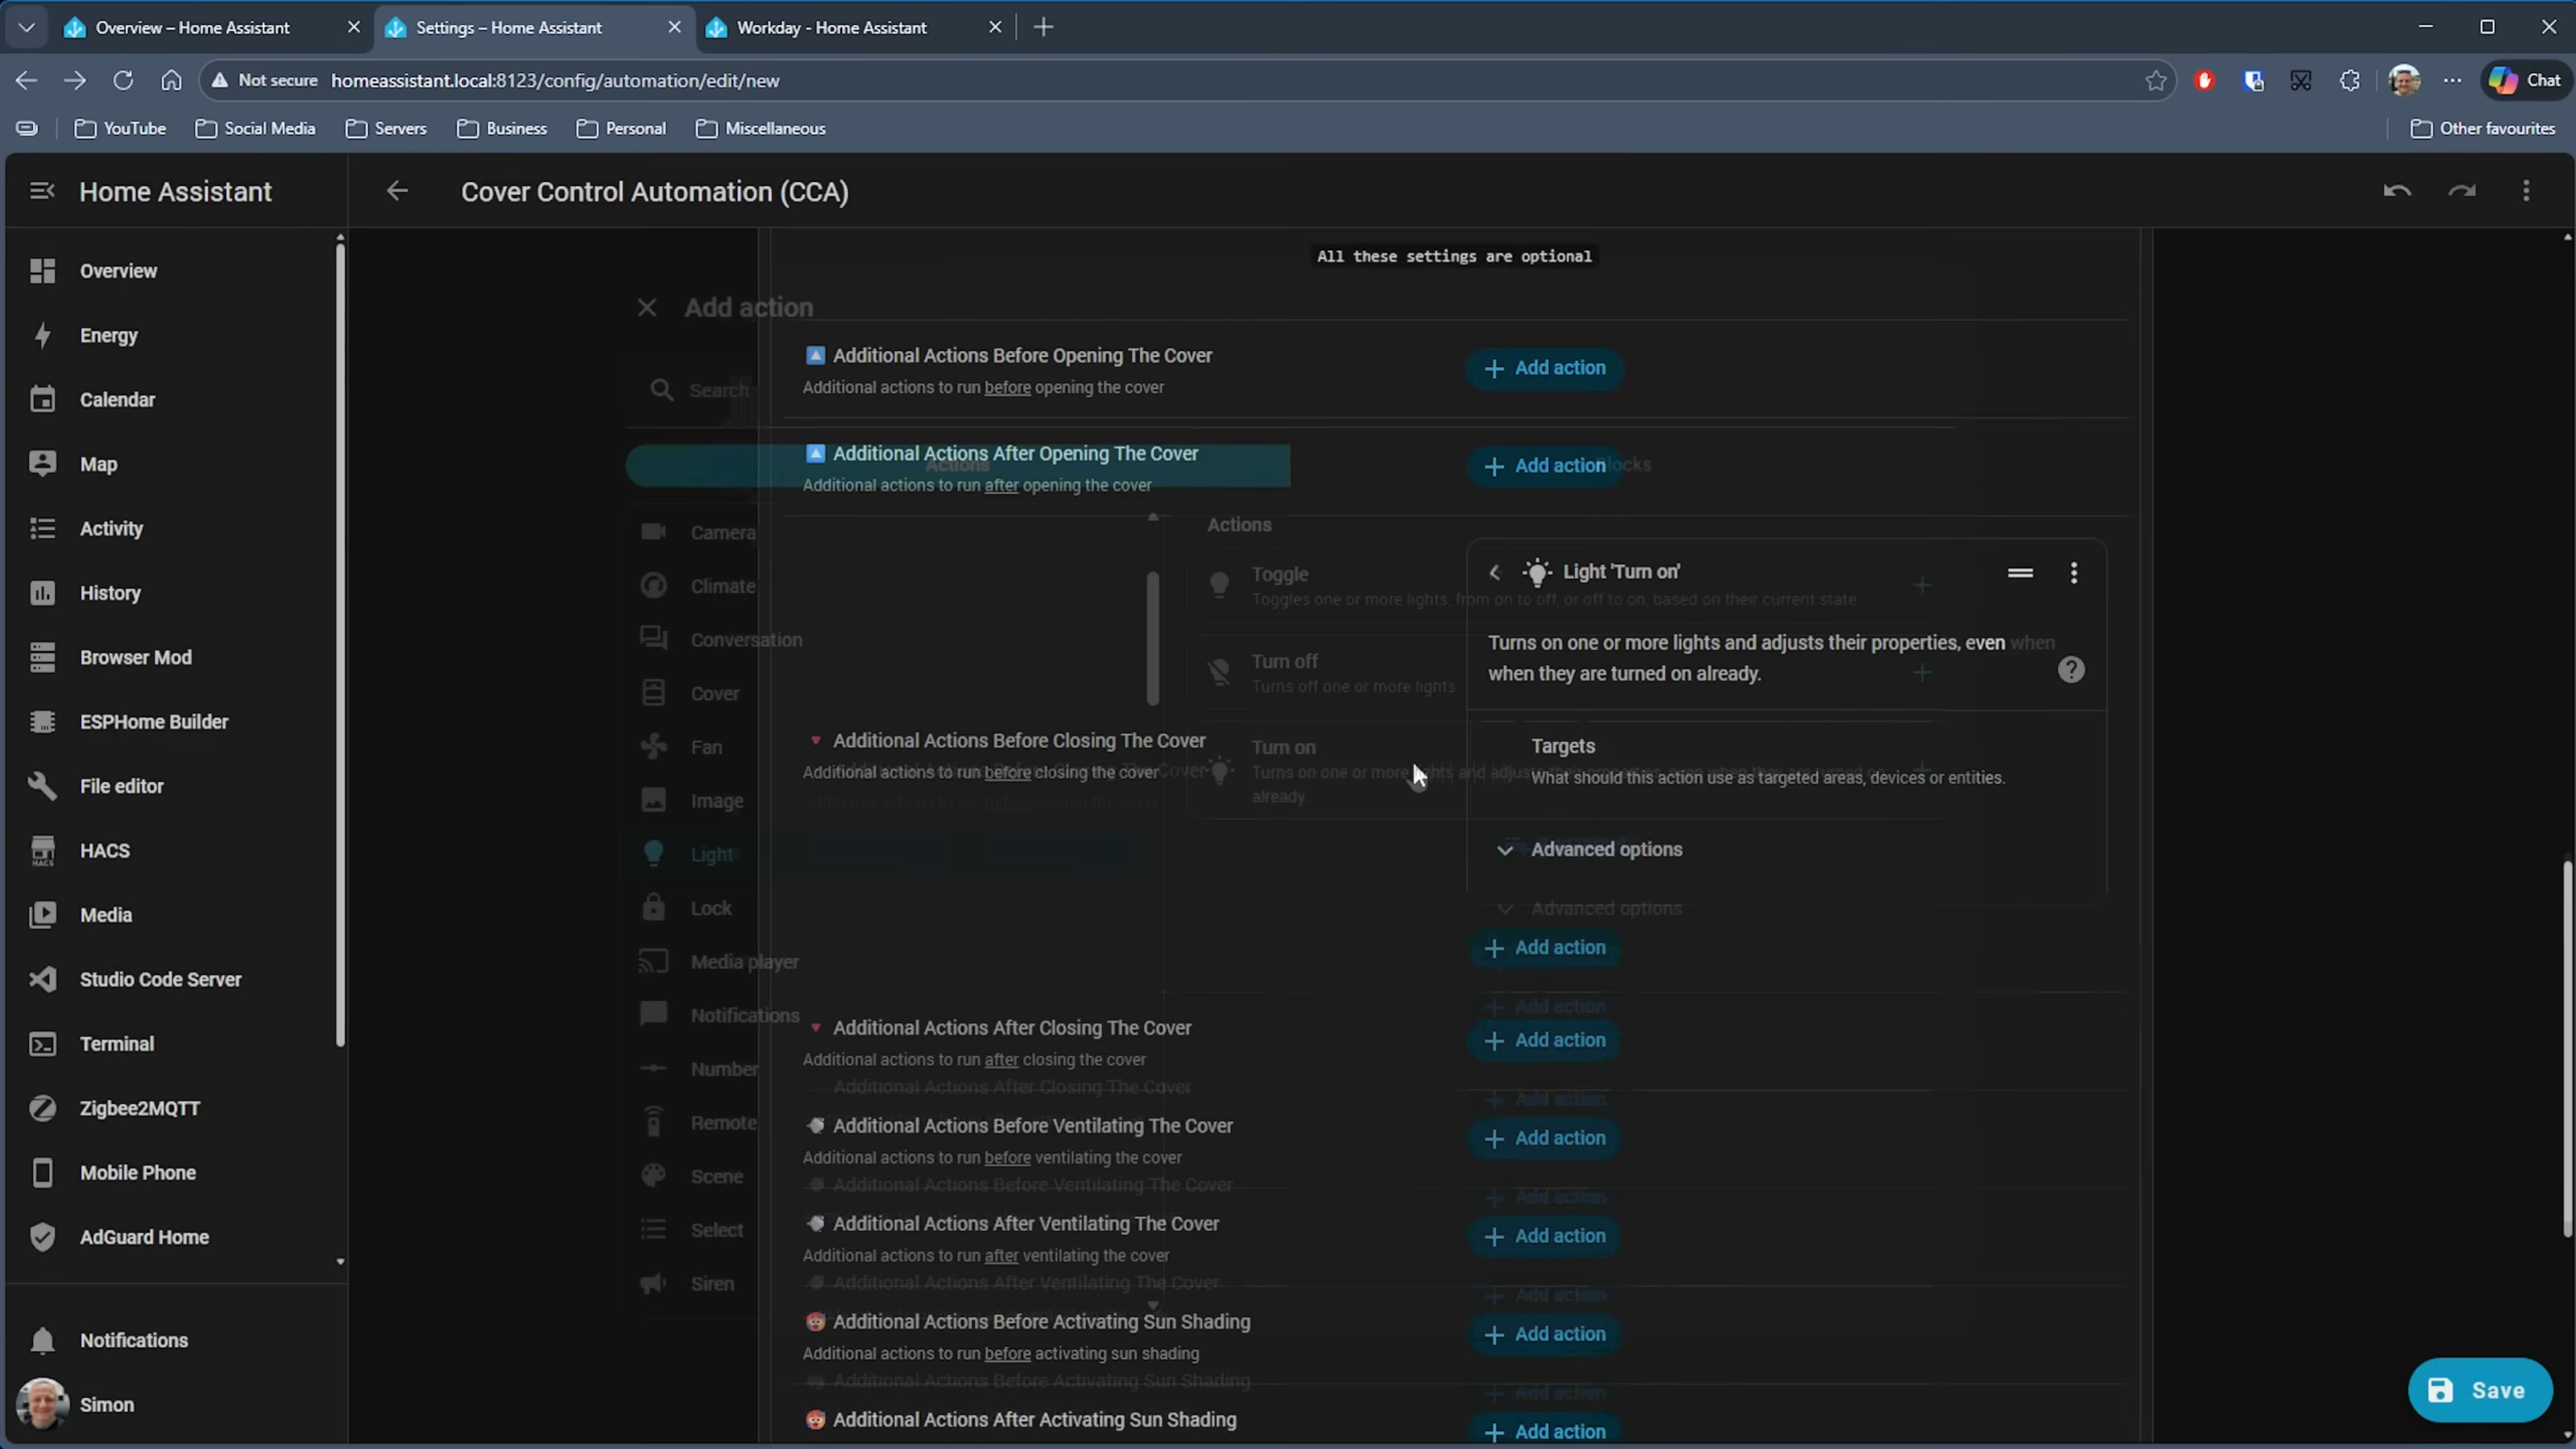 Overview – Home Assistant
Settings – Home Assistant
Workday - Home Assistant
Not secure
homeassistant.local:8123/config/automation/edit/new
Chat
YouTube
Social Media
Servers
Business
Personal
Miscellaneous
Other favourites
Home Assistant
Cover Control Automation (CCA)
Overview
Energy
Calendar
Map
Activity
History
Browser Mod
ESPHome Builder
File editor
HACS
Media
Studio Code Server
Terminal
Zigbee2MQTT
Mobile Phone
AdGuard Home
Notifications
Simon
All these settings are optional
Add action
Search
Additional Actions Before Opening The Cover
Additional actions to run before opening the cover
Add action
Actions
Additional Actions After Opening The Cover
Additional actions to run after opening the cover
Add action
Camera
Climate
Conversation
Cover
Fan
Image
Light
Lock
Media player
Notifications
Number
Remote
Scene
Select
Siren
Actions
Toggle
Toggles one or more lights, from on to off, or off to on, based on their current state.
Turn off
Turns off one or more lights
Turn on
Turns on one or more lights and adjusts their properties, even when they are turned on
already.
Light 'Turn on'
Turns on one or more lights and adjusts their properties, even when
when they are turned on already.
Targets
What should this action use as targeted areas, devices or entities.
Advanced options
Advanced options
Add action
Add action
Additional Actions Before Closing The Cover
Additional actions to run before closing the cover
Additional Actions After Closing The Cover
Additional actions to run after closing the cover
Additional Actions After Closing The Cover
Add action
Add action
Additional Actions Before Ventilating The Cover
Additional actions to run before ventilating the cover
Additional Actions Before Ventilating The Cover
Add action
Add action
Additional Actions After Ventilating The Cover
Additional actions to run after ventilating the cover
Additional Actions After Ventilating The Cover
Add action
Add action
Additional Actions Before Activating Sun Shading
Additional actions to run before activating sun shading
Additional Actions Before Activating Sun Shading
Add action
Add action
Additional Actions After Activating Sun Shading
Add action
Save